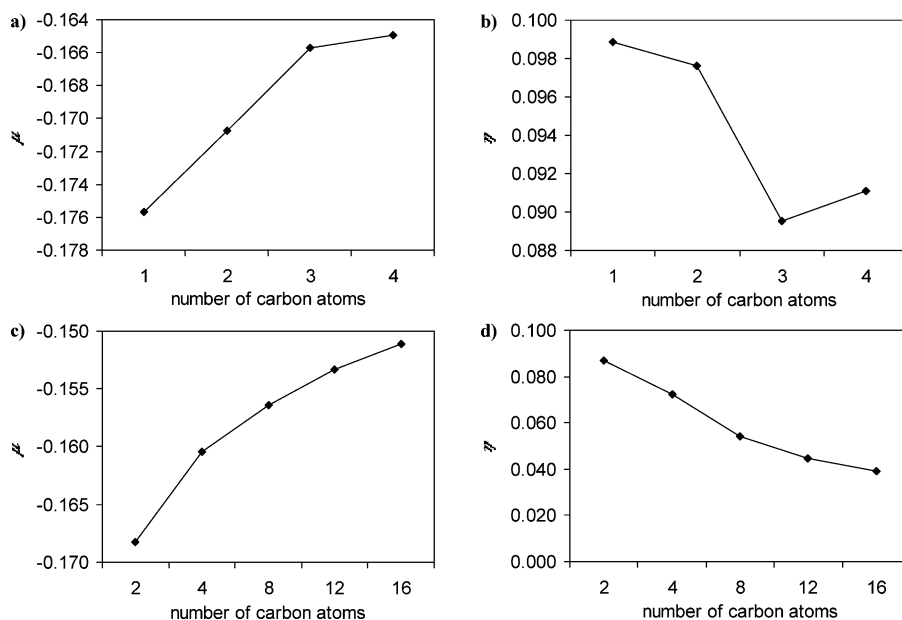 a)
-0.164
-0.166
-0.168
-0.170
-0.172
-0.174
-0.176
-0.178
μ
1 2 3 4
number of carbon atoms
b)
0.100
0.098
0.096
0.094
0.092
0.090
0.088
η
1 2 3 4
number of carbon atoms
c)
-0.150
-0.155
-0.160
-0.165
-0.170
μ
2 4 8 12 16
number of carbon atoms
d)
0.100
0.080
0.060
0.040
0.020
0.000
η
2 4 8 12 16
number of carbon atoms